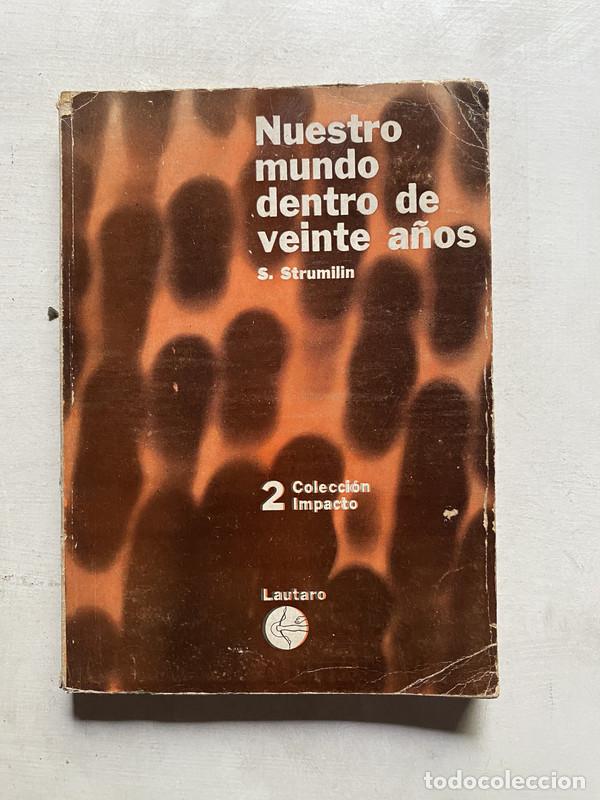 Nuestro
mundo
dentro de
veinte años
S. Strumilin
2 Colección
Impacto
Lautaro
todocoleccion